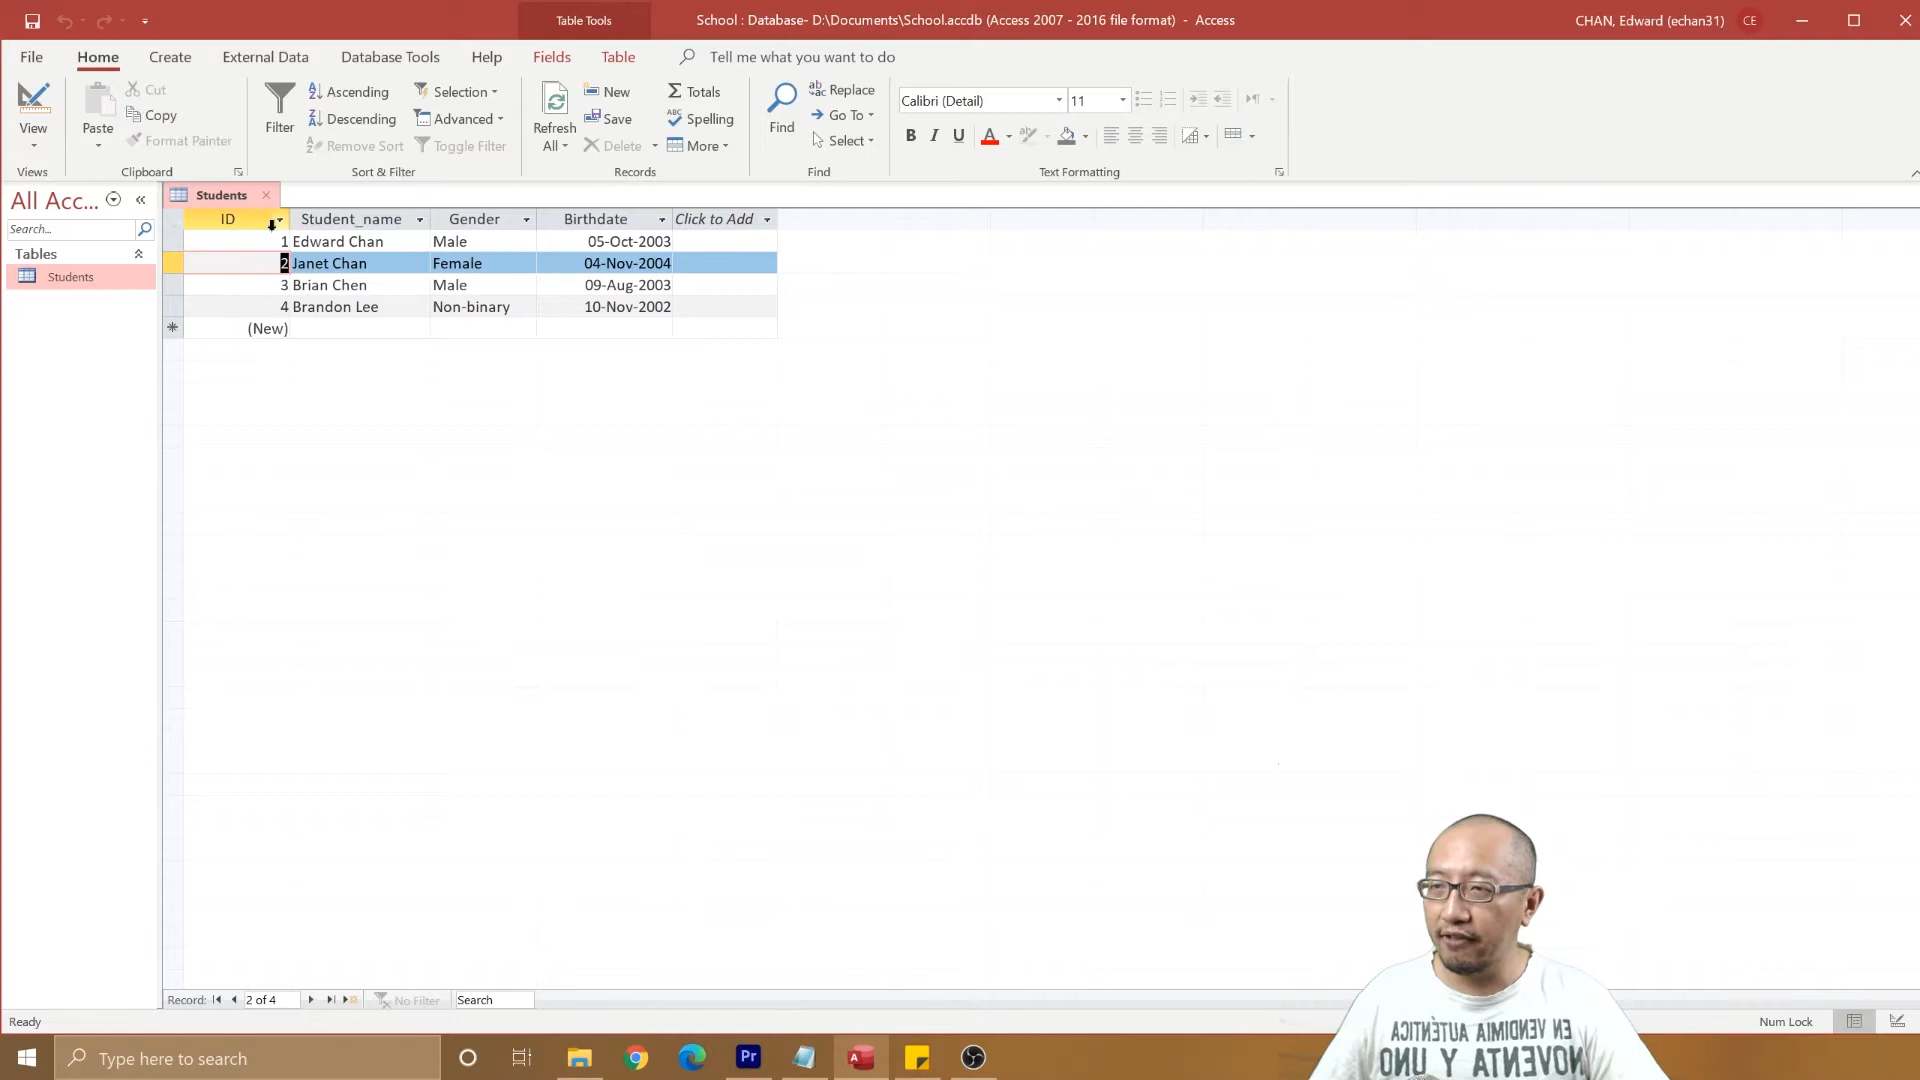 Table Tools
School : Database- D:\Documents\School.accdb (Access 2007 - 2016 file format) - Access
CHAN, Edward (echan31)
CE
File Home Create External Data Database Tools Help Fields Table Tell me what you want to do
View
Views
Paste
Cut
Copy
Format Painter
Clipboard
Filter
Ascending
Descending
Remove Sort
Selection
Advanced
Toggle Filter
Sort & Filter
Refresh
All
New
Save
Delete
Totals
Spelling
More
Records
Find
Replace
Go To
Select
Find
Calibri (Detail) 11
B I U A
Text Formatting
All Acc...
Search...
Tables
Students
Students
ID Student_name Gender Birthdate Click to Add
1 Edward Chan Male 05-Oct-2003
2 Janet Chan Female 04-Nov-2004
3 Brian Chen Male 09-Aug-2003
4 Brandon Lee Non-binary 10-Nov-2002
(New)
Record: 2 of 4 No Filter Search
Ready
Num Lock
Type here to search
Pr
EN VENDIMIA AUTÉNTICA
NOVENTA Y UNO